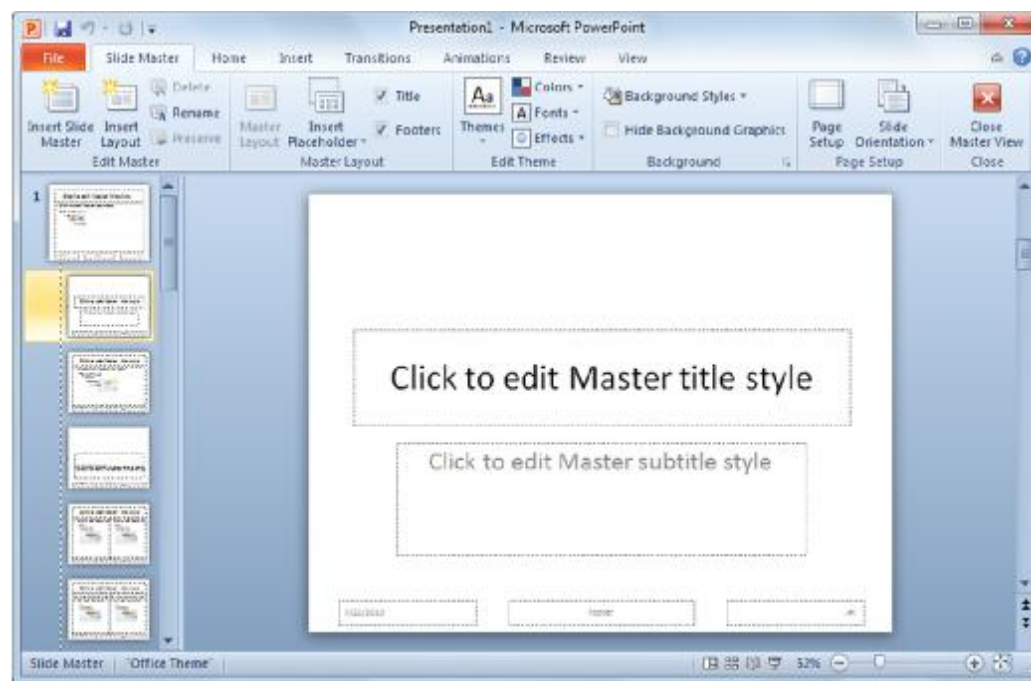 Presentation1 - Microsoft PowerPoint
File Slide Master Home Insert Transitions Animations Review View
Insert Slide Master
Insert Layout
Delete
Rename
Preserve
Edit Master
Master Layout
Insert Placeholder
Title
Footers
Master Layout
Themes
Colors
Fonts
Effects
Edit Theme
Background Styles
Hide Background Graphics
Background
Page Setup
Slide Orientation
Page Setup
Close Master View
Close
1
Click to edit Master title style
Click to edit Master subtitle style
Footer
Slide Master "Office Theme" 52%